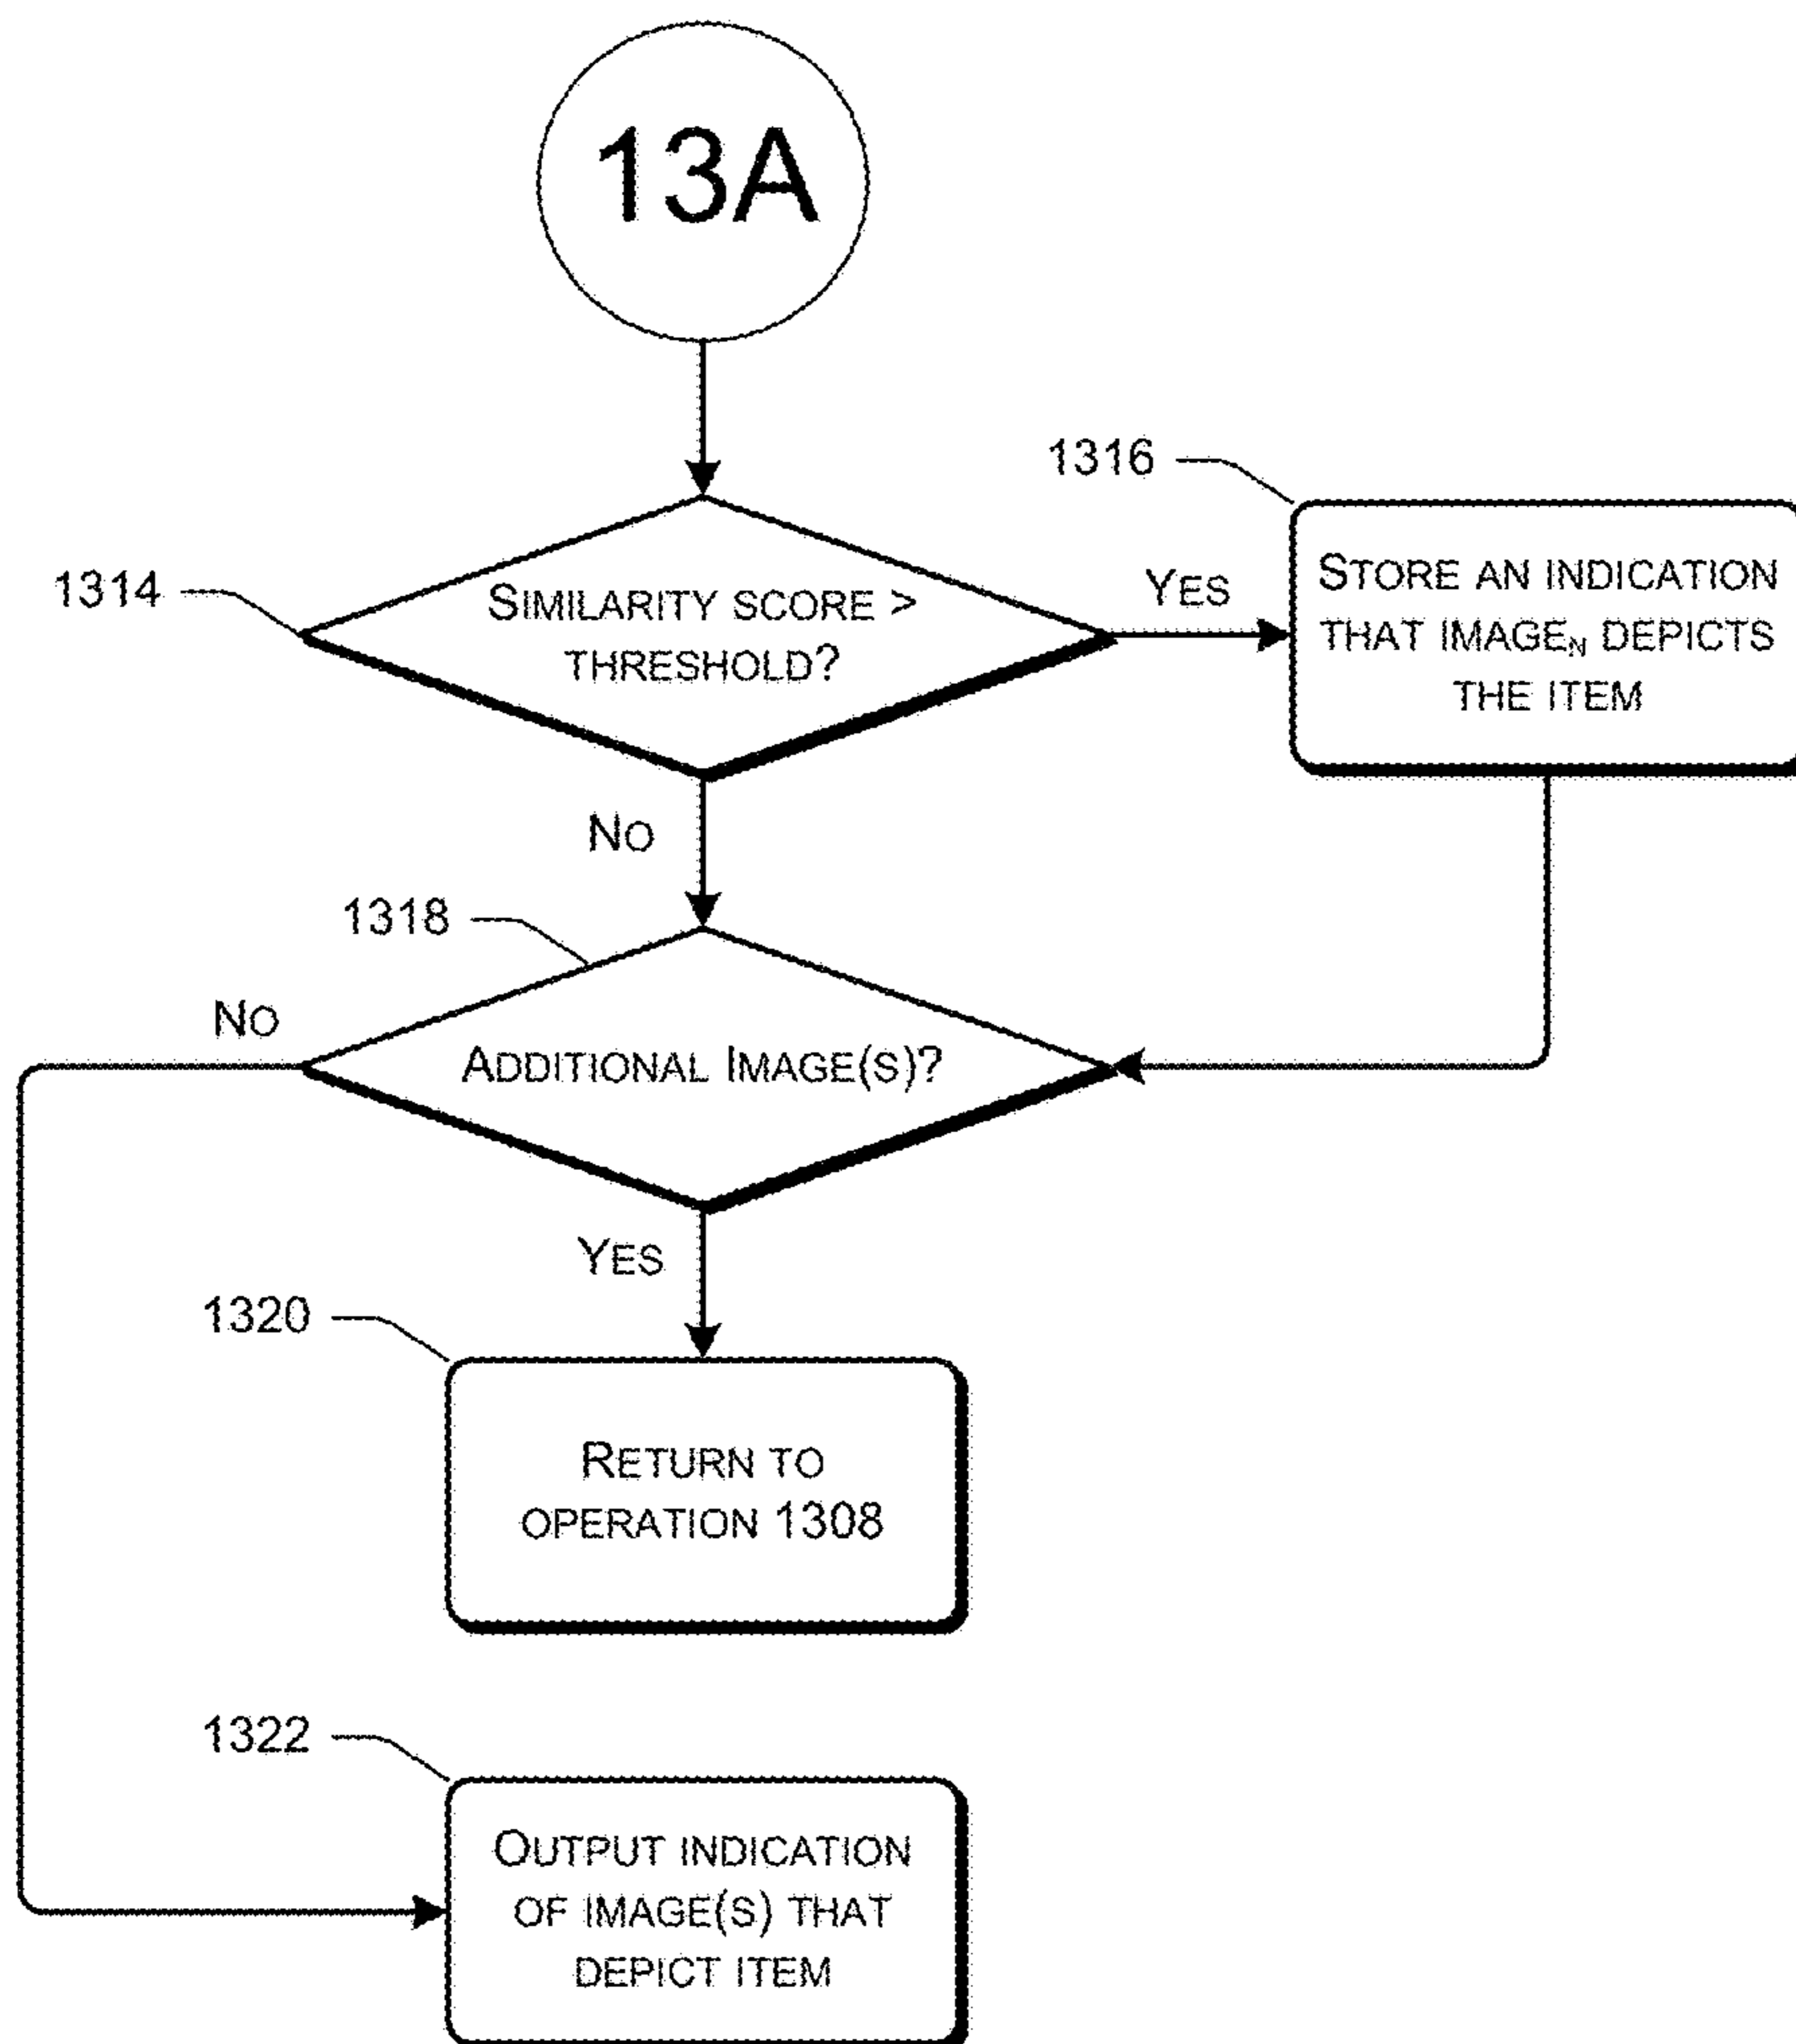 13A
1314
SIMILARITY SCORE >
THRESHOLD?
YES
1316
STORE AN INDICATION
THAT IMAGEN DEPICTS
THE ITEM
NO
1318
NO
ADDITIONAL IMAGE(S)?
YES
1320
RETURN TO
OPERATION 1308
1322
OUTPUT INDICATION
OF IMAGE(S) THAT
DEPICT ITEM